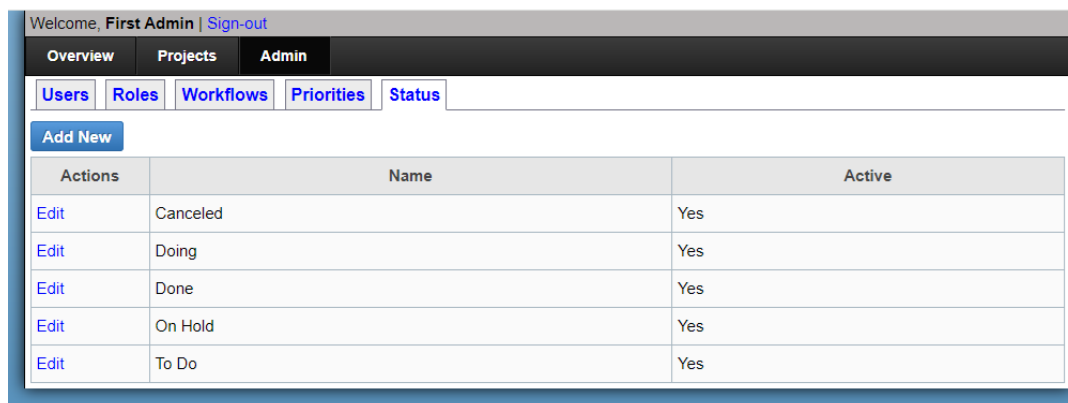 Welcome, First Admin | Sign-out
Overview Projects Admin
Users Roles Workflows Priorities Status
Add New
Actions Name Active
Edit Canceled Yes
Edit Doing Yes
Edit Done Yes
Edit On Hold Yes
Edit To Do Yes